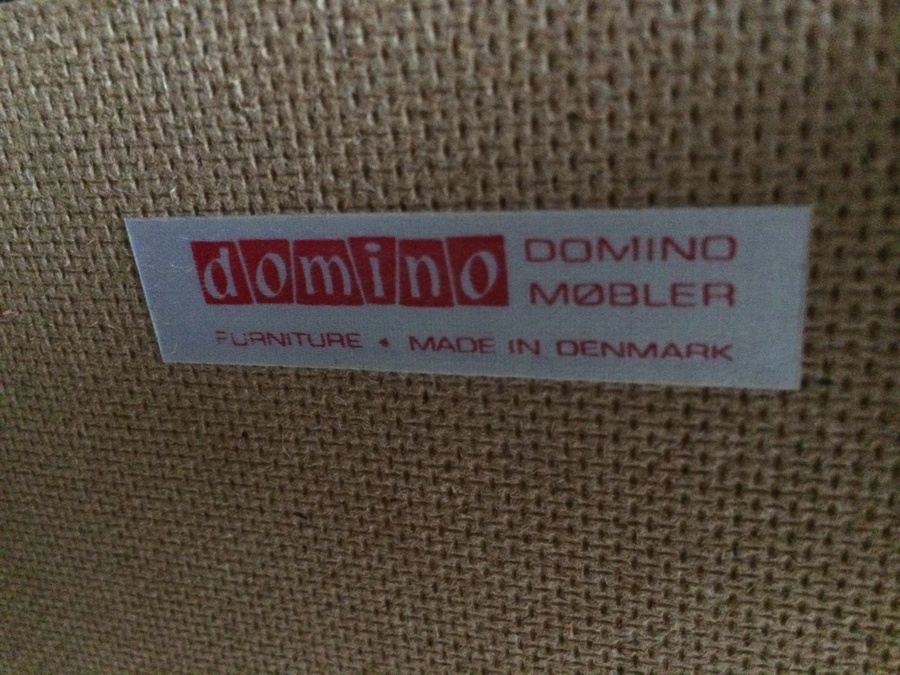 domino
DOMINO
MØBLER
FURNITURE • MADE IN DENMARK